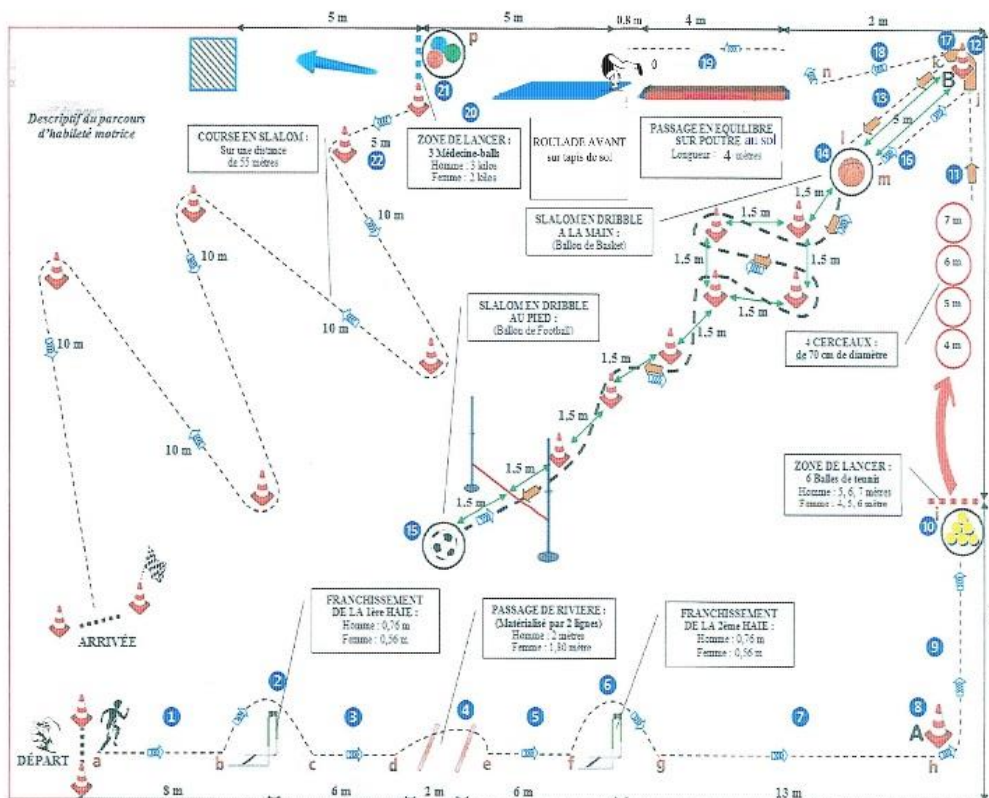 5 m
5 m
0.8 m
4 m
2 m
Descriptif du parcours
d'habileté motrice
COURSE EN SLALOM :
Sur une distance
de 55 mètres
p
21
20
ZONE DE LANCER :
3 Médecine-balls
Homme : 3 kilos
Femme : 2 kilos
22
5 m
o
ROULADE AVANT
sur tapis de sol
19
n
18
17
12
k
B
j
PASSAGE EN EQUILIBRE
SUR POUTRE au sol
Longueur : 4 mètres
13
5 m
16
14
l
m
11
SLALOM EN DRIBBLE
A LA MAIN :
(Ballon de Basket)
1.5 m
1.5 m
1.5 m
1.5 m
1.5 m
1.5 m
1.5 m
1.5 m
1.5 m
1.5 m
10 m
10 m
10 m
10 m
10 m
SLALOM EN DRIBBLE
AU PIED :
(Ballon de Football)
15
7 m
6 m
5 m
4 m
4 CERCEAUX :
de 70 cm de diamètre
ZONE DE LANCER :
6 Balles de tennis
Homme : 5, 6, 7 mètres
Femme : 4, 5, 6 mètre
i
10
ARRIVÉE
FRANCHISSEMENT
DE LA 1ère HAIE :
Homme : 0,76 m
Femme : 0,56 m
PASSAGE DE RIVIERE :
(Matérialisé par 2 lignes)
Homme : 2 mètres
Femme : 1,80 mètre
FRANCHISSEMENT
DE LA 2ème HAIE :
Homme : 0,76 m
Femme : 0,56 m
9
1
2
3
4
5
6
7
8
A
DÉPART
a
b
c
d
e
f
g
h
8 m
6 m
2 m
6 m
13 m